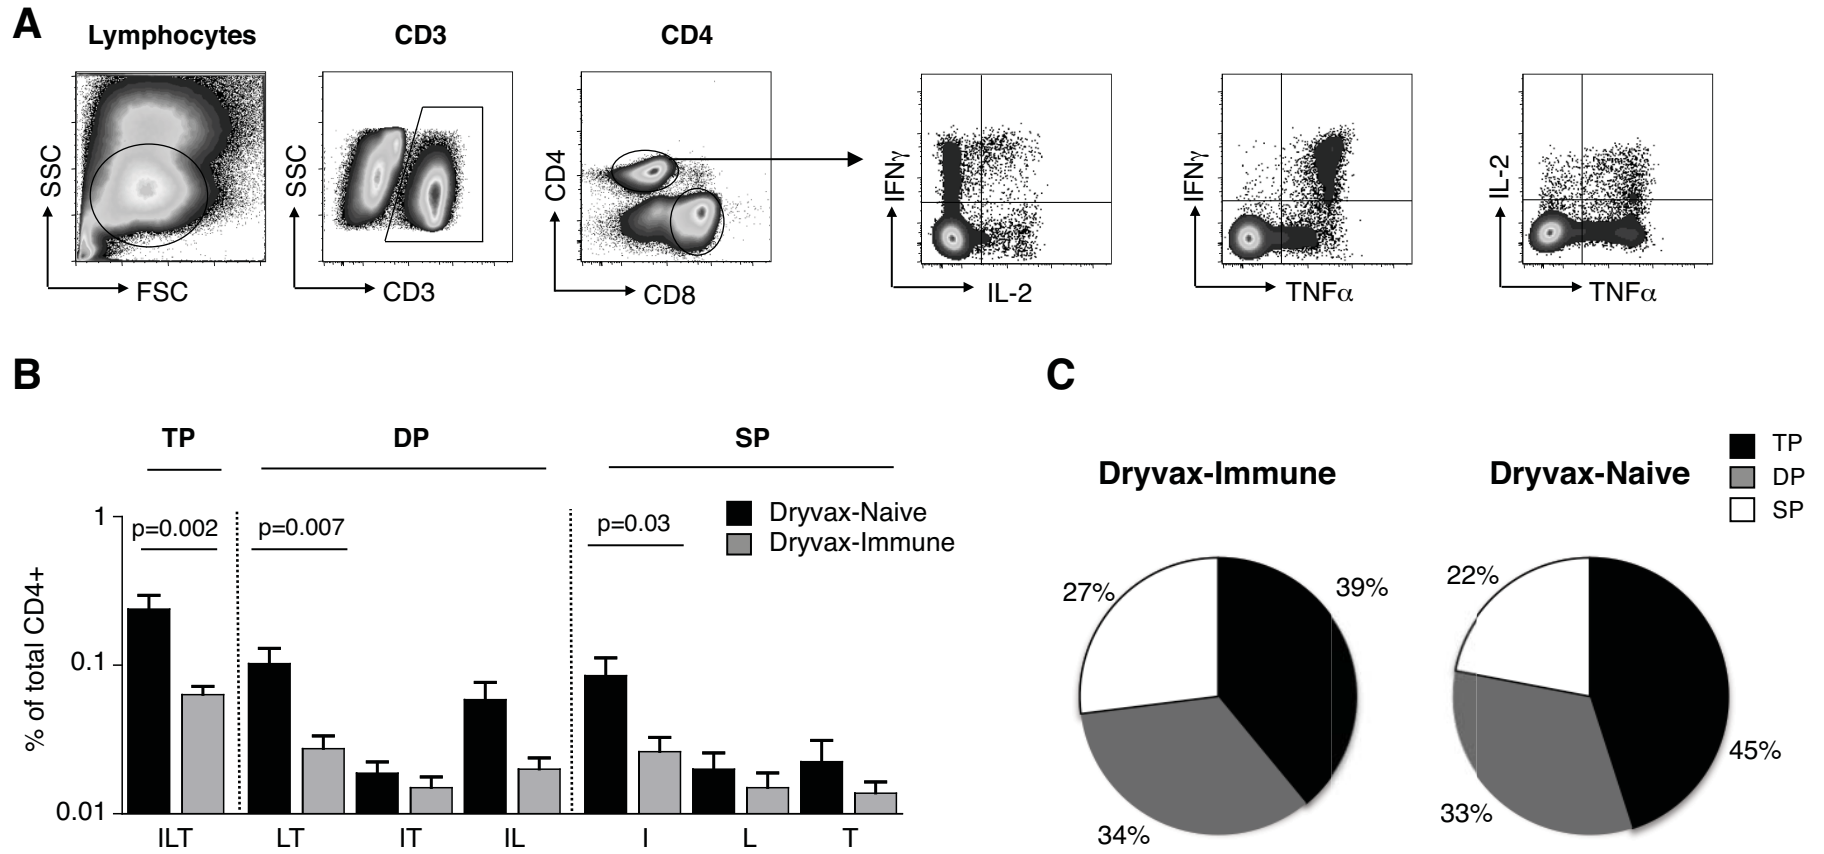 A
Lymphocytes
CD3
CD4
SSC
FSC
SSC
CD3
CD4
CD8
IFNγ
IL-2
IFNγ
TNFα
IL-2
TNFα
B
TP
DP
SP
p=0.002
p=0.007
p=0.03
Dryvax-Naive
Dryvax-Immune
% of total CD4+
1
0.1
0.01
ILT
LT
IT
IL
I
L
T
C
TP
DP
SP
Dryvax-Immune
Dryvax-Naive
27%
39%
34%
22%
45%
33%